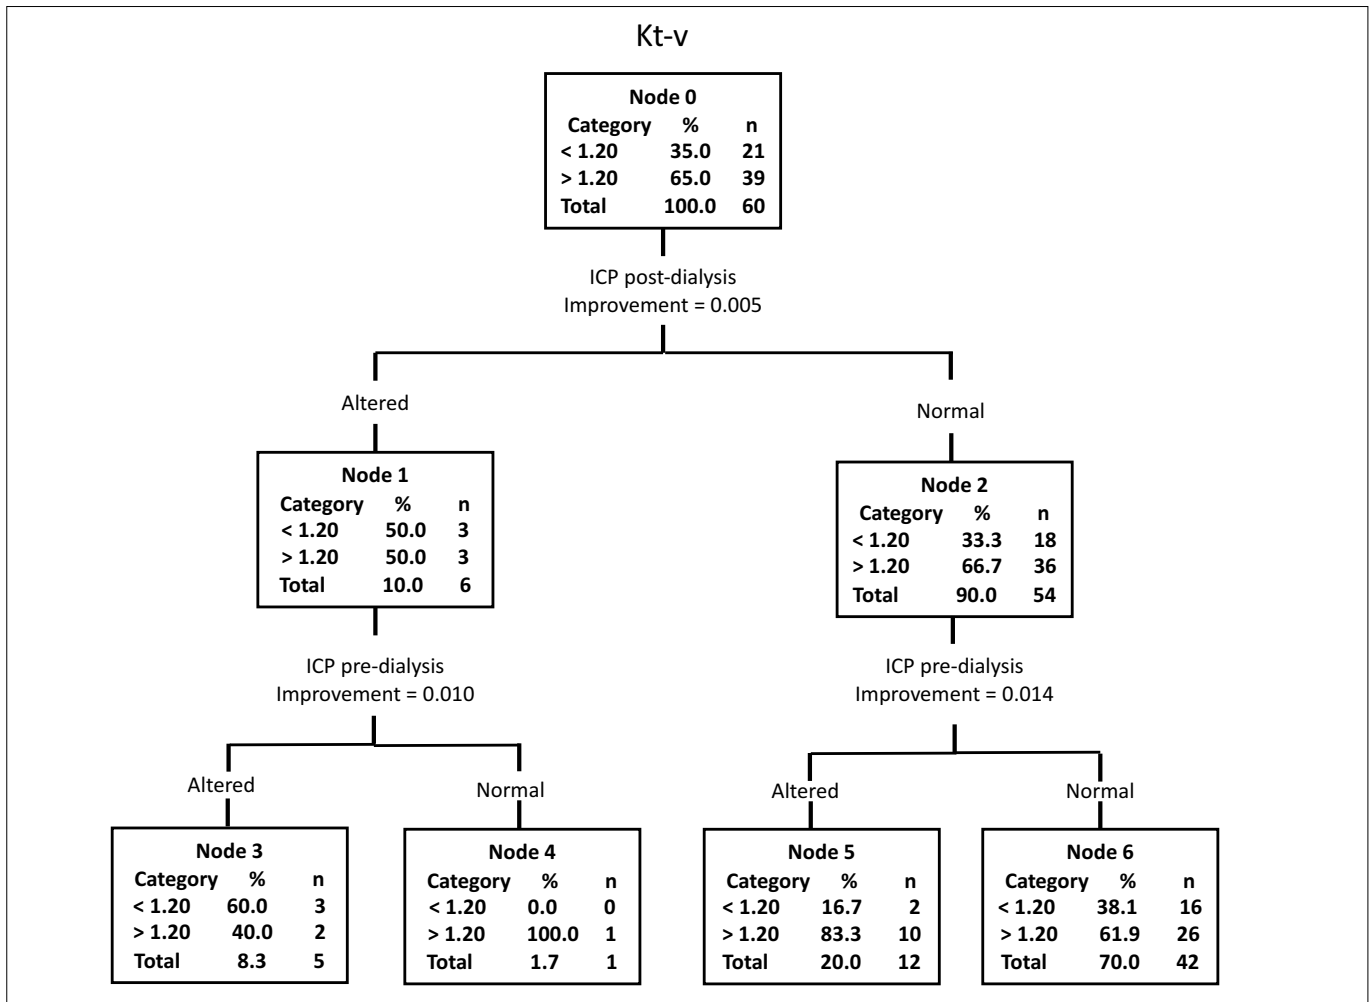 Kt-v
Node 0
Category % n
< 1.20 35.0 21
> 1.20 65.0 39
Total 100.0 60
ICP post-dialysis
Improvement = 0.005
Altered
Normal
Node 1
Category % n
< 1.20 50.0 3
> 1.20 50.0 3
Total 10.0 6
Node 2
Category % n
< 1.20 33.3 18
> 1.20 66.7 36
Total 90.0 54
ICP pre-dialysis
Improvement = 0.010
ICP pre-dialysis
Improvement = 0.014
Altered
Normal
Altered
Normal
Node 3
Category % n
< 1.20 60.0 3
> 1.20 40.0 2
Total 8.3 5
Node 4
Category % n
< 1.20 0.0 0
> 1.20 100.0 1
Total 1.7 1
Node 5
Category % n
< 1.20 16.7 2
> 1.20 83.3 10
Total 20.0 12
Node 6
Category % n
< 1.20 38.1 16
> 1.20 61.9 26
Total 70.0 42